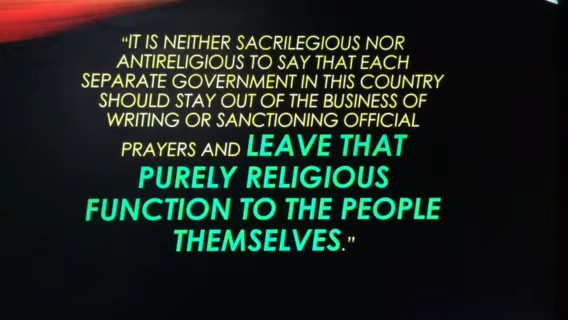 "IT IS NEITHER SACRILEGIOUS NOR
ANTIRELIGIOUS TO SAY THAT EACH
SEPARATE GOVERNMENT IN THIS COUNTRY
SHOULD STAY OUT OF THE BUSINESS OF
WRITING OR SANCTIONING OFFICIAL
PRAYERS AND LEAVE THAT
PURELY RELIGIOUS
FUNCTION TO THE PEOPLE
THEMSELVES."